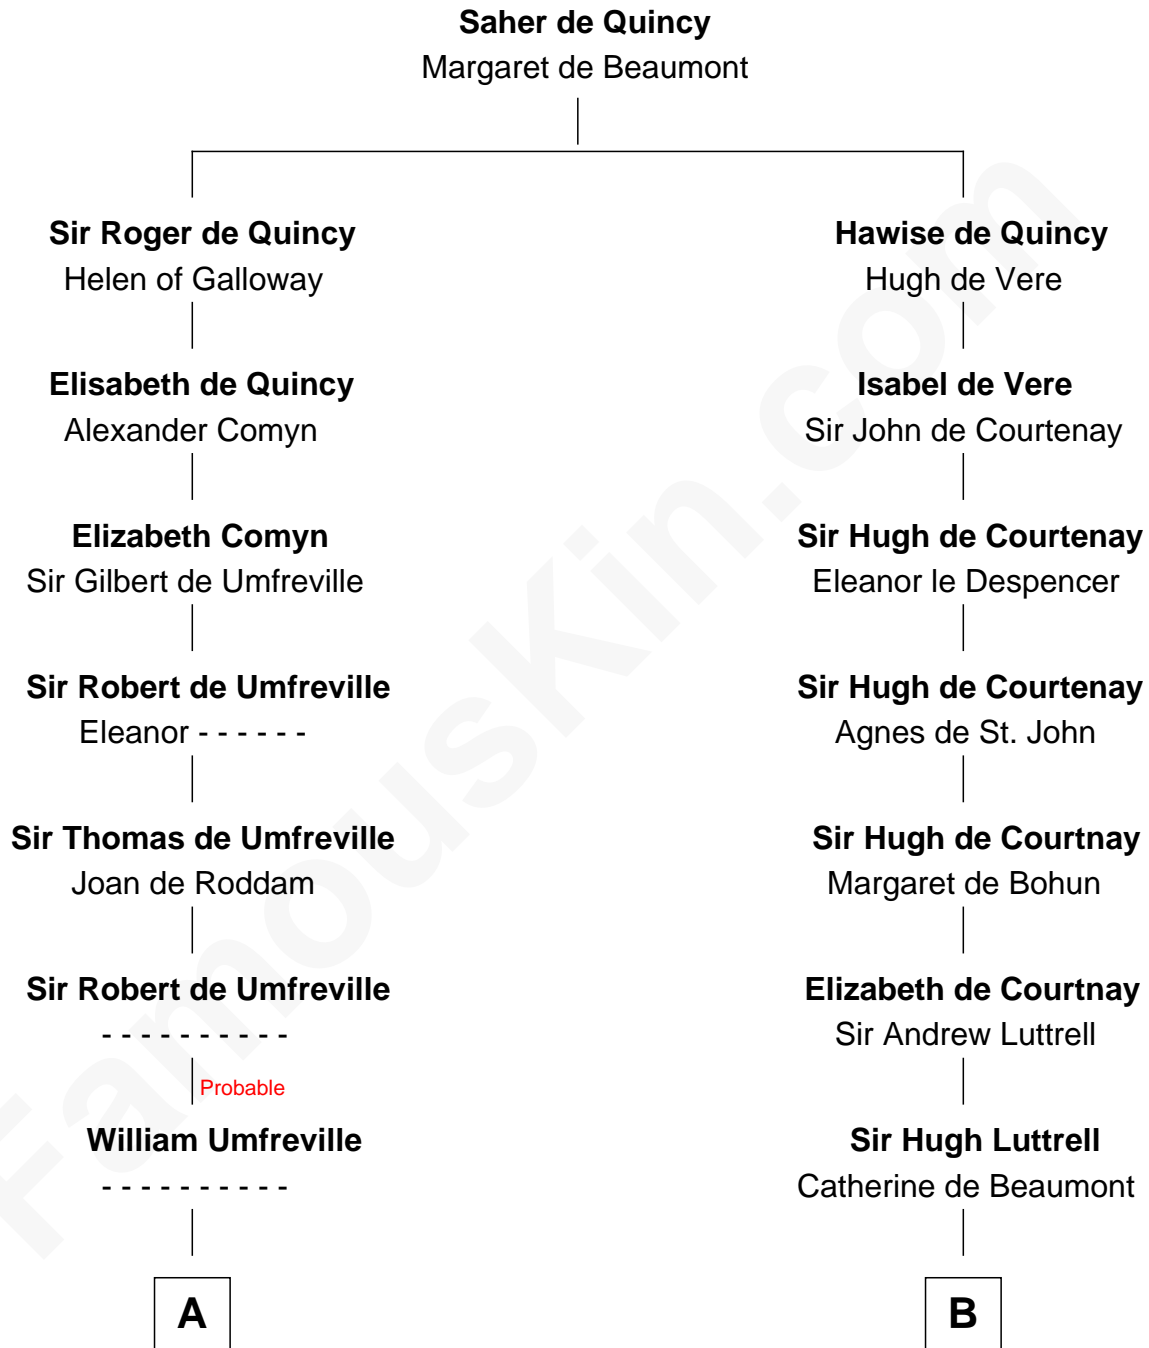 Saher de Quincy
Margaret de Beaumont
Sir Roger de Quincy
Helen of Galloway
Hawise de Quincy
Hugh de Vere
Elisabeth de Quincy
Alexander Comyn
Isabel de Vere
Sir John de Courtenay
Elizabeth Comyn
Sir Gilbert de Umfreville
Sir Hugh de Courtenay
Eleanor le Despencer
Sir Robert de Umfreville
Eleanor - - - - - -
Sir Hugh de Courtenay
Agnes de St. John
Sir Thomas de Umfreville
Joan de Roddam
Sir Hugh de Courtnay
Margaret de Bohun
Sir Robert de Umfreville
- - - - - - - - - -
Elizabeth de Courtnay
Sir Andrew Luttrell
Probable
William Umfreville
- - - - - - - - - -
Sir Hugh Luttrell
Catherine de Beaumont
A
B
FamousKin.com